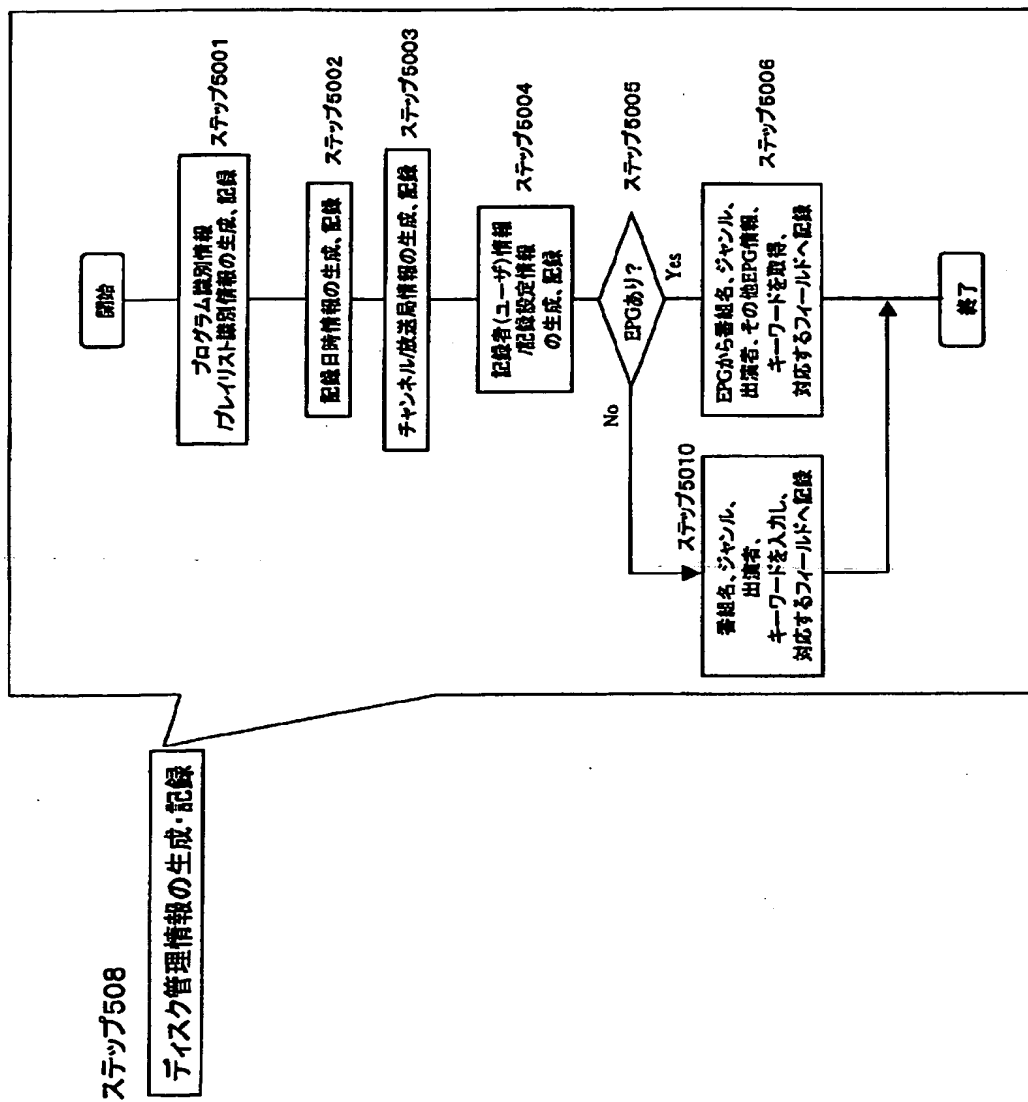 ステップ508
ディスク管理情報の生成・記録
開始
プログラム識別情報
/プレイリスト識別情報の生成、記録
ステップ5001
記録日時情報の生成、記録
ステップ5002
チャンネル/放送局情報の生成、記録
ステップ5003
記録者(ユーザ)情報
/記録設定情報
の生成、記録
ステップ5004
EPGあり?
ステップ5005
No
Yes
ステップ5010
番組名、ジャンル、
出演者、
キーワードを入力し、
対応するフィールドへ記録
EPGから番組名、ジャンル、
出演者、その他EPG情報、
キーワードを取得、
対応するフィールドへ記録
ステップ5006
終了